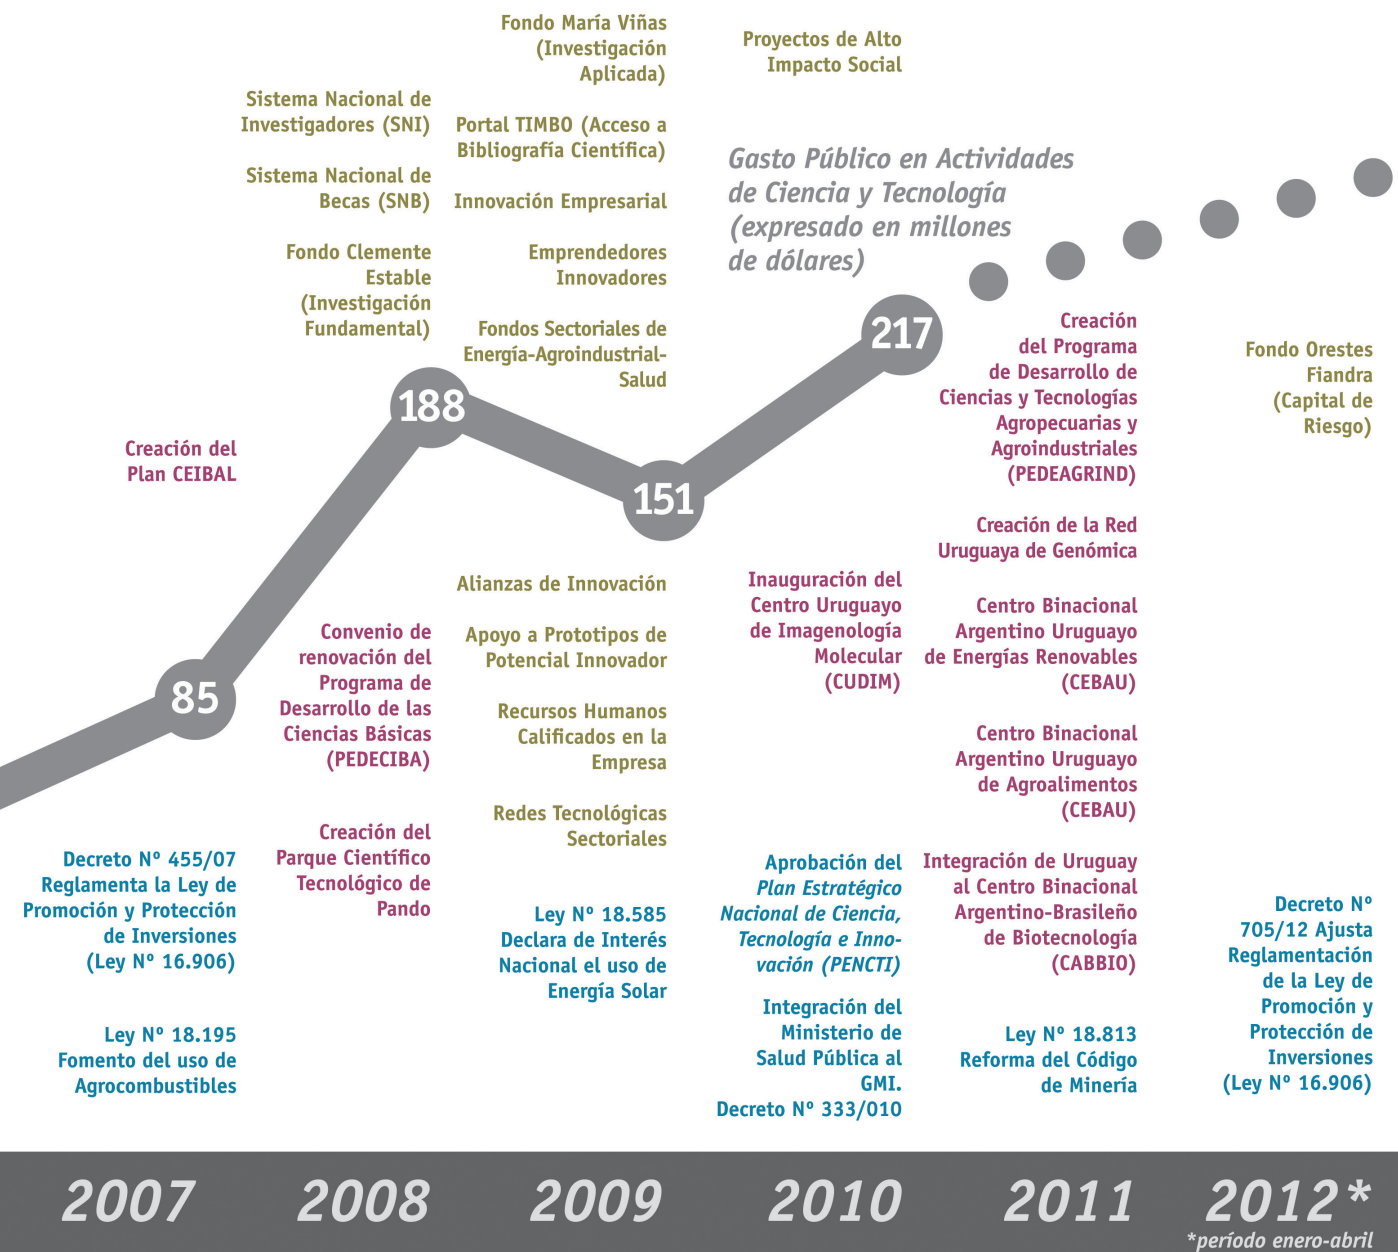 Fondo María Viñas
(Investigación
Aplicada)
Proyectos de Alto
Impacto Social
Sistema Nacional de
Investigadores (SNI)
Portal TIMBO (Acceso a
Bibliografía Científica)
Gasto Público en Actividades
de Ciencia y Tecnología
(expresado en millones
de dólares)
Sistema Nacional de
Becas (SNB)
Innovación Empresarial
Fondo Clemente
Estable
(Investigación
Fundamental)
Emprendedores
Innovadores
Fondos Sectoriales de
Energía-Agroindustrial-
Salud
217
188
151
85
Creación
del Programa
de Desarrollo de
Ciencias y Tecnologías
Agropecuarias y
Agroindustriales
(PEDEAGRIND)
Fondo Orestes
Fiandra
(Capital de
Riesgo)
Creación del
Plan CEIBAL
Creación de la Red
Uruguaya de Genómica
Alianzas de Innovación
Inauguración del
Centro Uruguayo
de Imagenología
Molecular
(CUDIM)
Centro Binacional
Argentino Uruguayo
de Energías Renovables
(CEBAU)
Convenio de
renovación del
Programa de
Desarrollo de las
Ciencias Básicas
(PEDECIBA)
Apoyo a Prototipos de
Potencial Innovador
Recursos Humanos
Calificados en la
Empresa
Centro Binacional
Argentino Uruguayo
de Agroalimentos
(CEBAU)
Redes Tecnológicas
Sectoriales
Creación del
Parque Científico
Tecnológico de
Pando
Decreto Nº 455/07
Reglamenta la Ley de
Promoción y Protección
de Inversiones
(Ley Nº 16.906)
Ley Nº 18.585
Declara de Interés
Nacional el uso de
Energía Solar
Aprobación del
Plan Estratégico
Nacional de Ciencia,
Tecnología e Inno-
vación (PENCTI)
Integración de Uruguay
al Centro Binacional
Argentino-Brasileño
de Biotecnología
(CABBIO)
Decreto Nº
705/12 Ajusta
Reglamentación
de la Ley de
Promoción y
Protección de
Inversiones
(Ley Nº 16.906)
Ley Nº 18.195
Fomento del uso de
Agrocombustibles
Integración del
Ministerio de
Salud Pública al
GMI.
Decreto Nº 333/010
Ley Nº 18.813
Reforma del Código
de Minería
2007 2008 2009 2010 2011 2012*
*período enero-abril